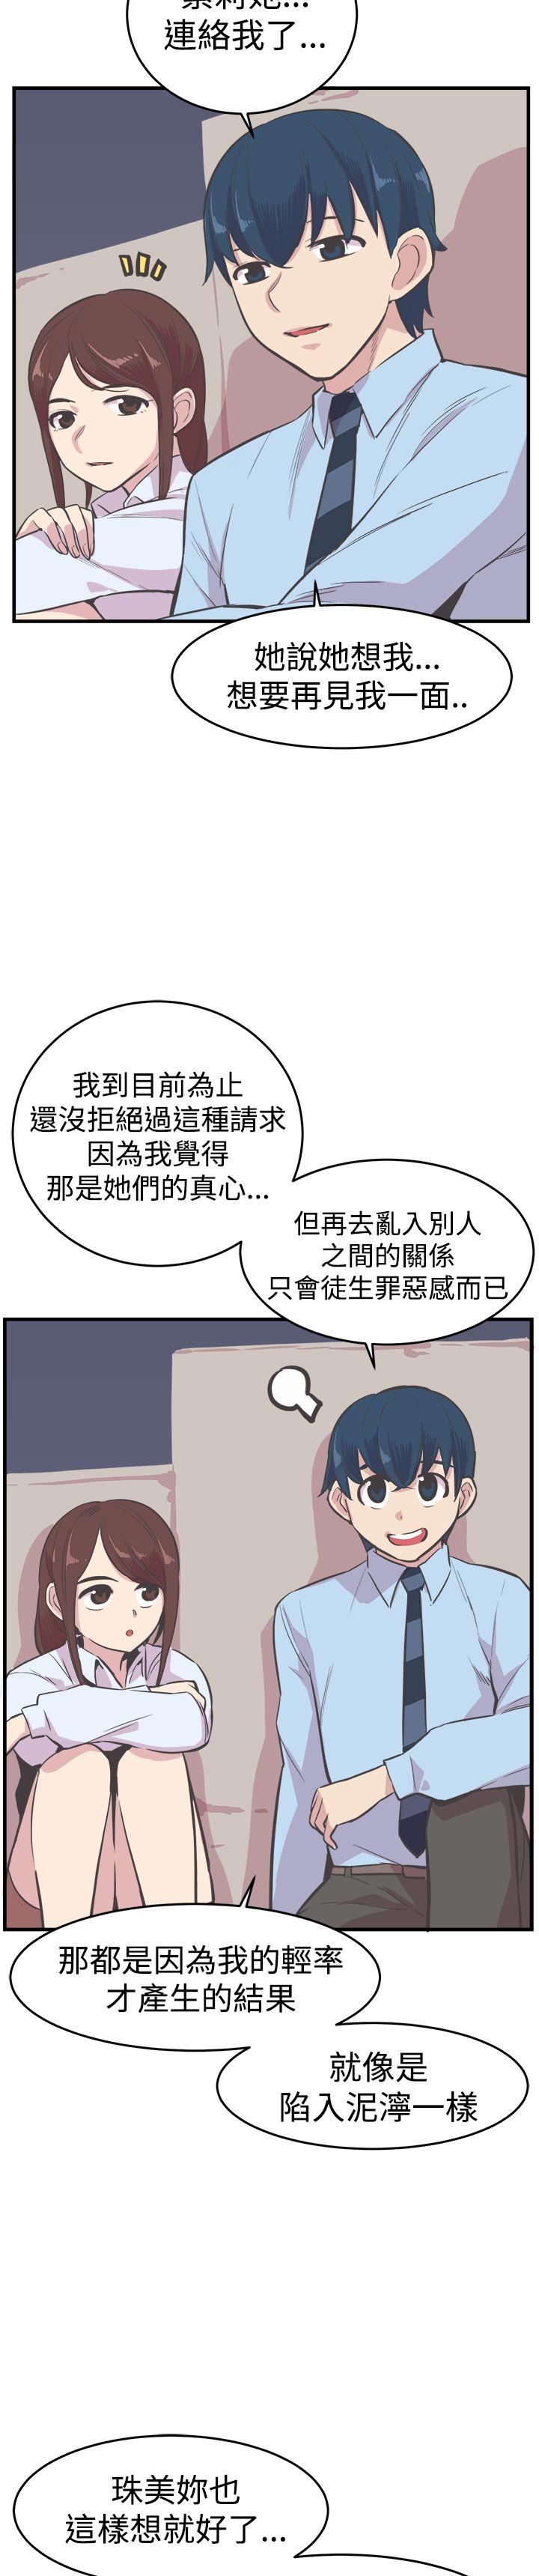 莉她...
連絡我了...
她說她想我...
想要再見我一面..
我到目前為止
還沒拒絕過這種請求
因為我覺得
那是她們的真心...
但再去亂入別人
之間的關係
只會徒生罪惡感而已
那都是因為我的輕率
才產生的結果
就像是
陷入泥濘一樣
珠美妳也
這樣想就好了...